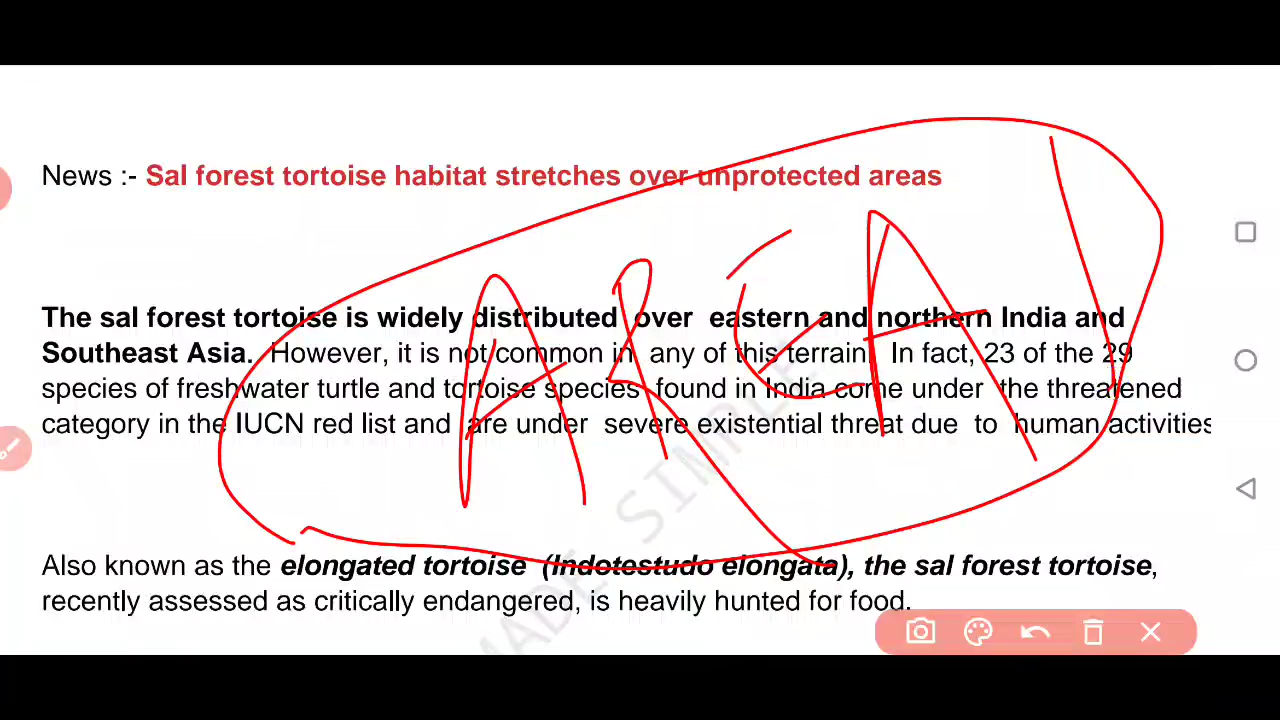 News :- Sal forest tortoise habitat stretches over unprotected areas
The sal forest tortoise is widely distributed over eastern and northern India and
Southeast Asia. However, it is not common in any of this terrain. In fact, 23 of the 29
species of freshwater turtle and tortoise species found in India come under the threatened
category in the IUCN red list and are under severe existential threat due to human activities
AREA
Also known as the elongated tortoise (Indotestudo elongata), the sal forest tortoise,
recently assessed as critically endangered, is heavily hunted for food.
MADE SIMPLE